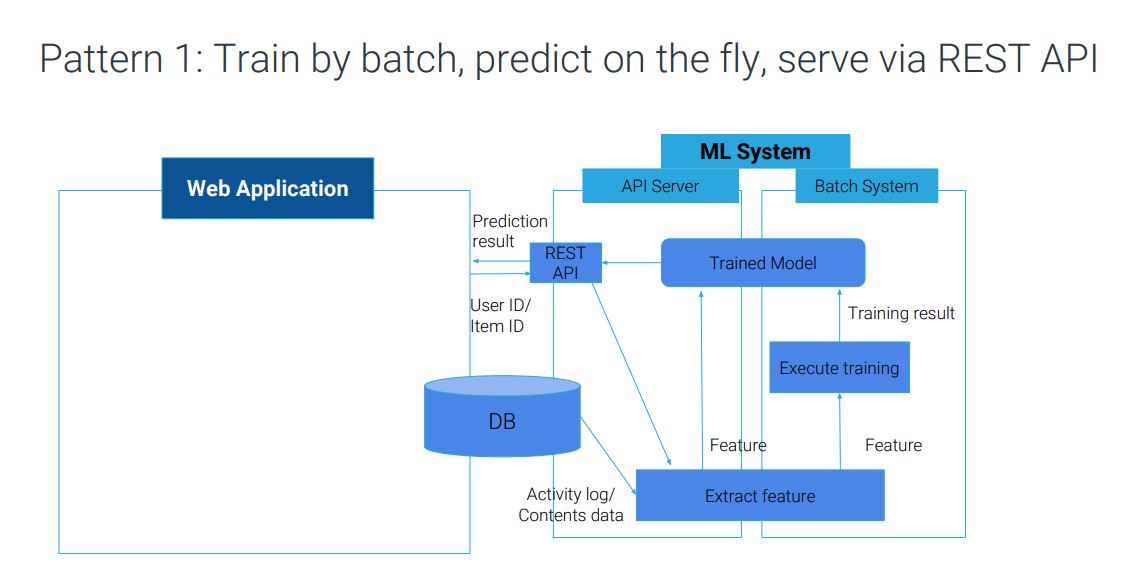 Pattern 1: Train by batch, predict on the fly, serve via REST API
ML System
Web Application
API Server
Batch System
Prediction
result
REST
API
Trained Model
User ID/
Item ID
Training result
Execute training
DB
Feature
Feature
Activity log/
Contents data
Extract feature